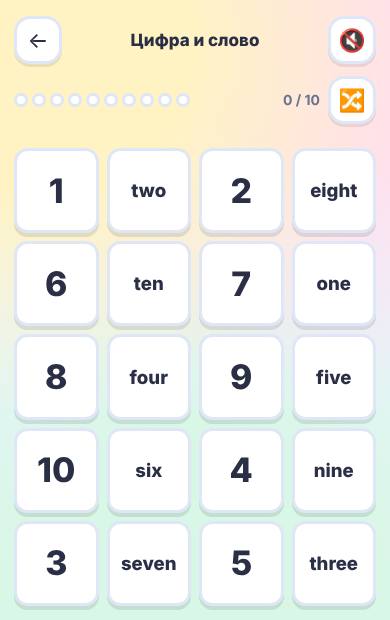 Цифра и слово
0 / 10
1 two 2 eight
6 ten 7 one
8 four 9 five
10 six 4 nine
3 seven 5 three